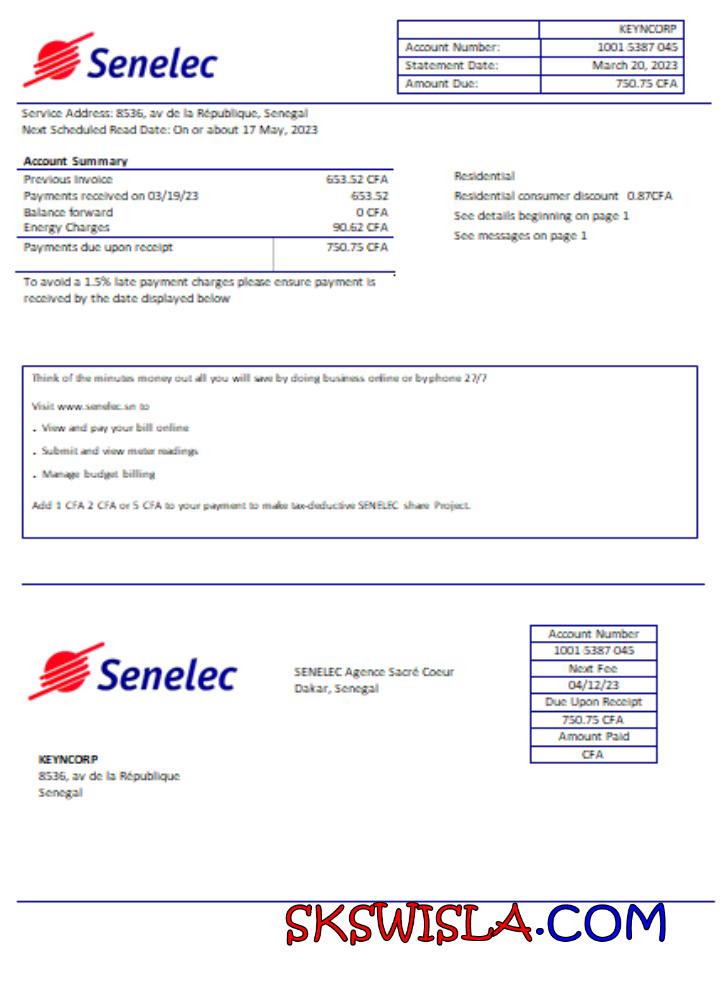 Senelec
KEYNCORP
Account Number: 1001 5387 045
Statement Date: March 20, 2023
Amount Due: 750.75 CFA
Service Address: 8536, av de la République, Senegal
Next Scheduled Read Date: On or about 17 May, 2023
Account Summary
Previous Invoice 653.52 CFA
Payments received on 03/19/23 653.52
Balance forward 0 CFA
Energy Charges 90.62 CFA
Payments due upon receipt 750.75 CFA
To avoid a 1.5% late payment charges please ensure payment is
received by the date displayed below
Residential
Residential consumer discount 0.87CFA
See details beginning on page 1
See messages on page 1
Think of the minutes money out all you will save by doing business online or by phone 27/7
Visit www.senelec.sn to
. View and pay your bill online
. Submit and view meter readings
. Manage budget billing
Add 1 CFA 2 CFA or 5 CFA to your payment to make tax-deductive SENELEC share Project.
Senelec
SENELEC Agence Sacré Coeur
Dakar, Senegal
Account Number
1001 5387 045
Next Fee
04/12/23
Due Upon Receipt
750.75 CFA
Amount Paid
CFA
KEYNCORP
8536, av de la République
Senegal
SKSWISLA.COM